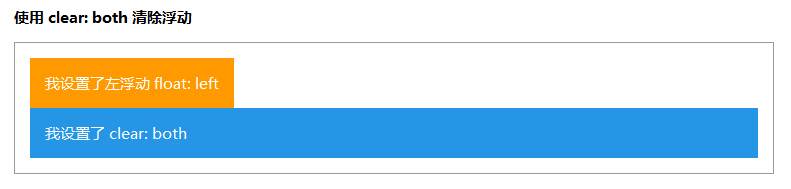 使用 clear: both 清除浮动
我设置了左浮动 float: left
我设置了 clear: both